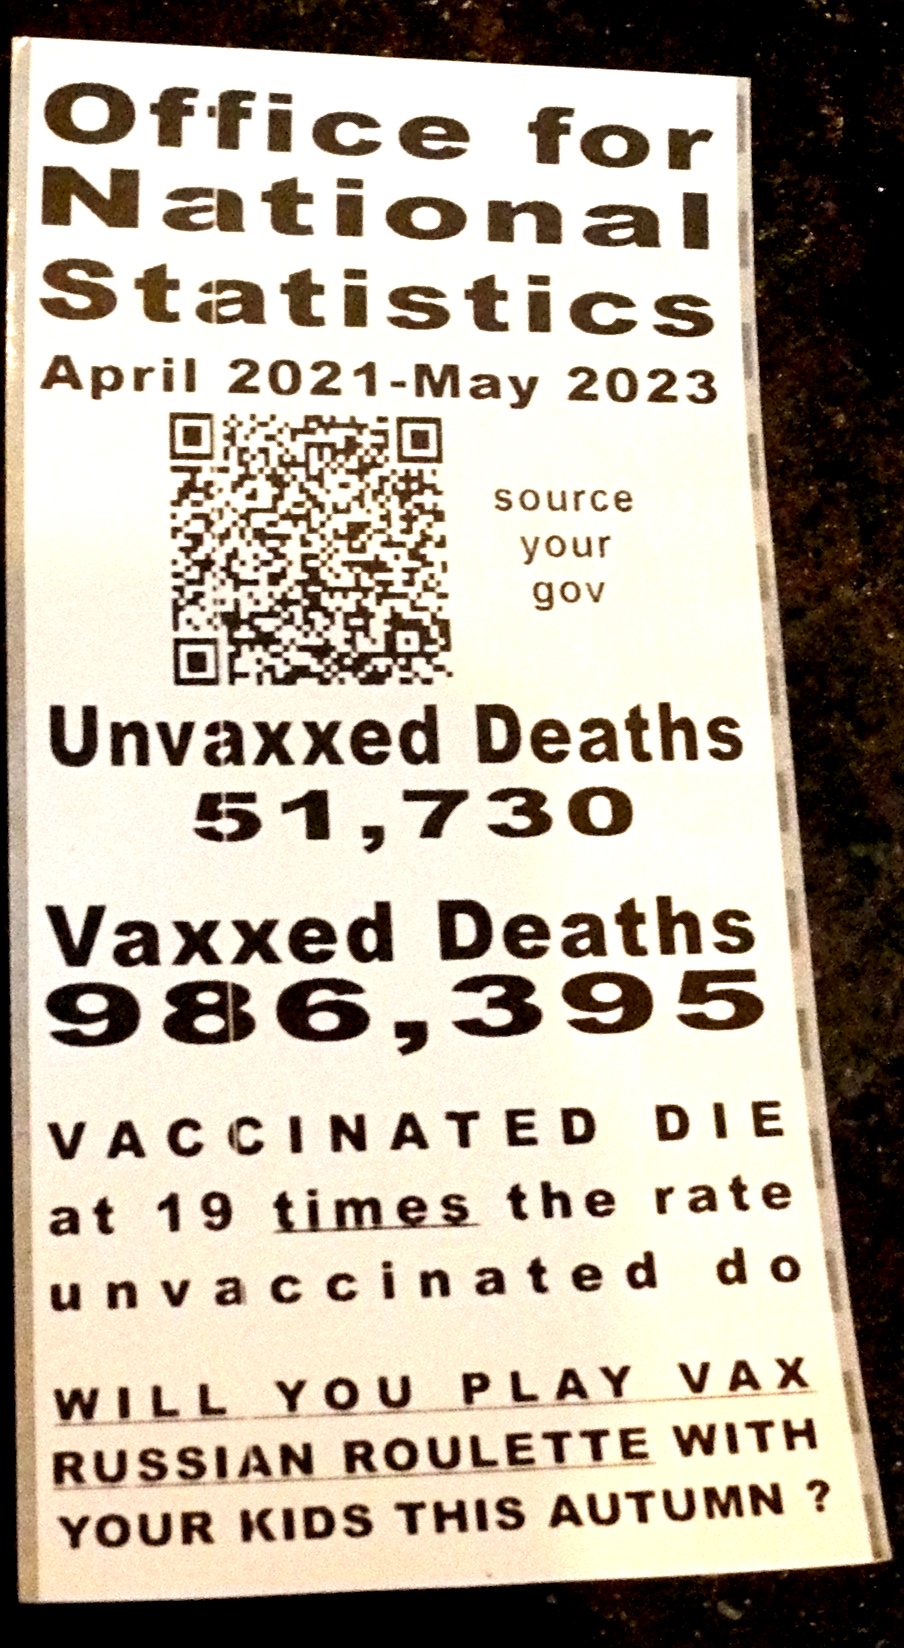 Office for
National
Statistics
April 2021-May 2023
source
your
gov
Unvaxxed Deaths
51,730
Vaxxed Deaths
986,395
VACCINATED DIE
at 19 times the rate
unvaccinated do
WILL YOU PLAY VAX
RUSSIAN ROULETTE WITH
YOUR KIDS THIS AUTUMN ?